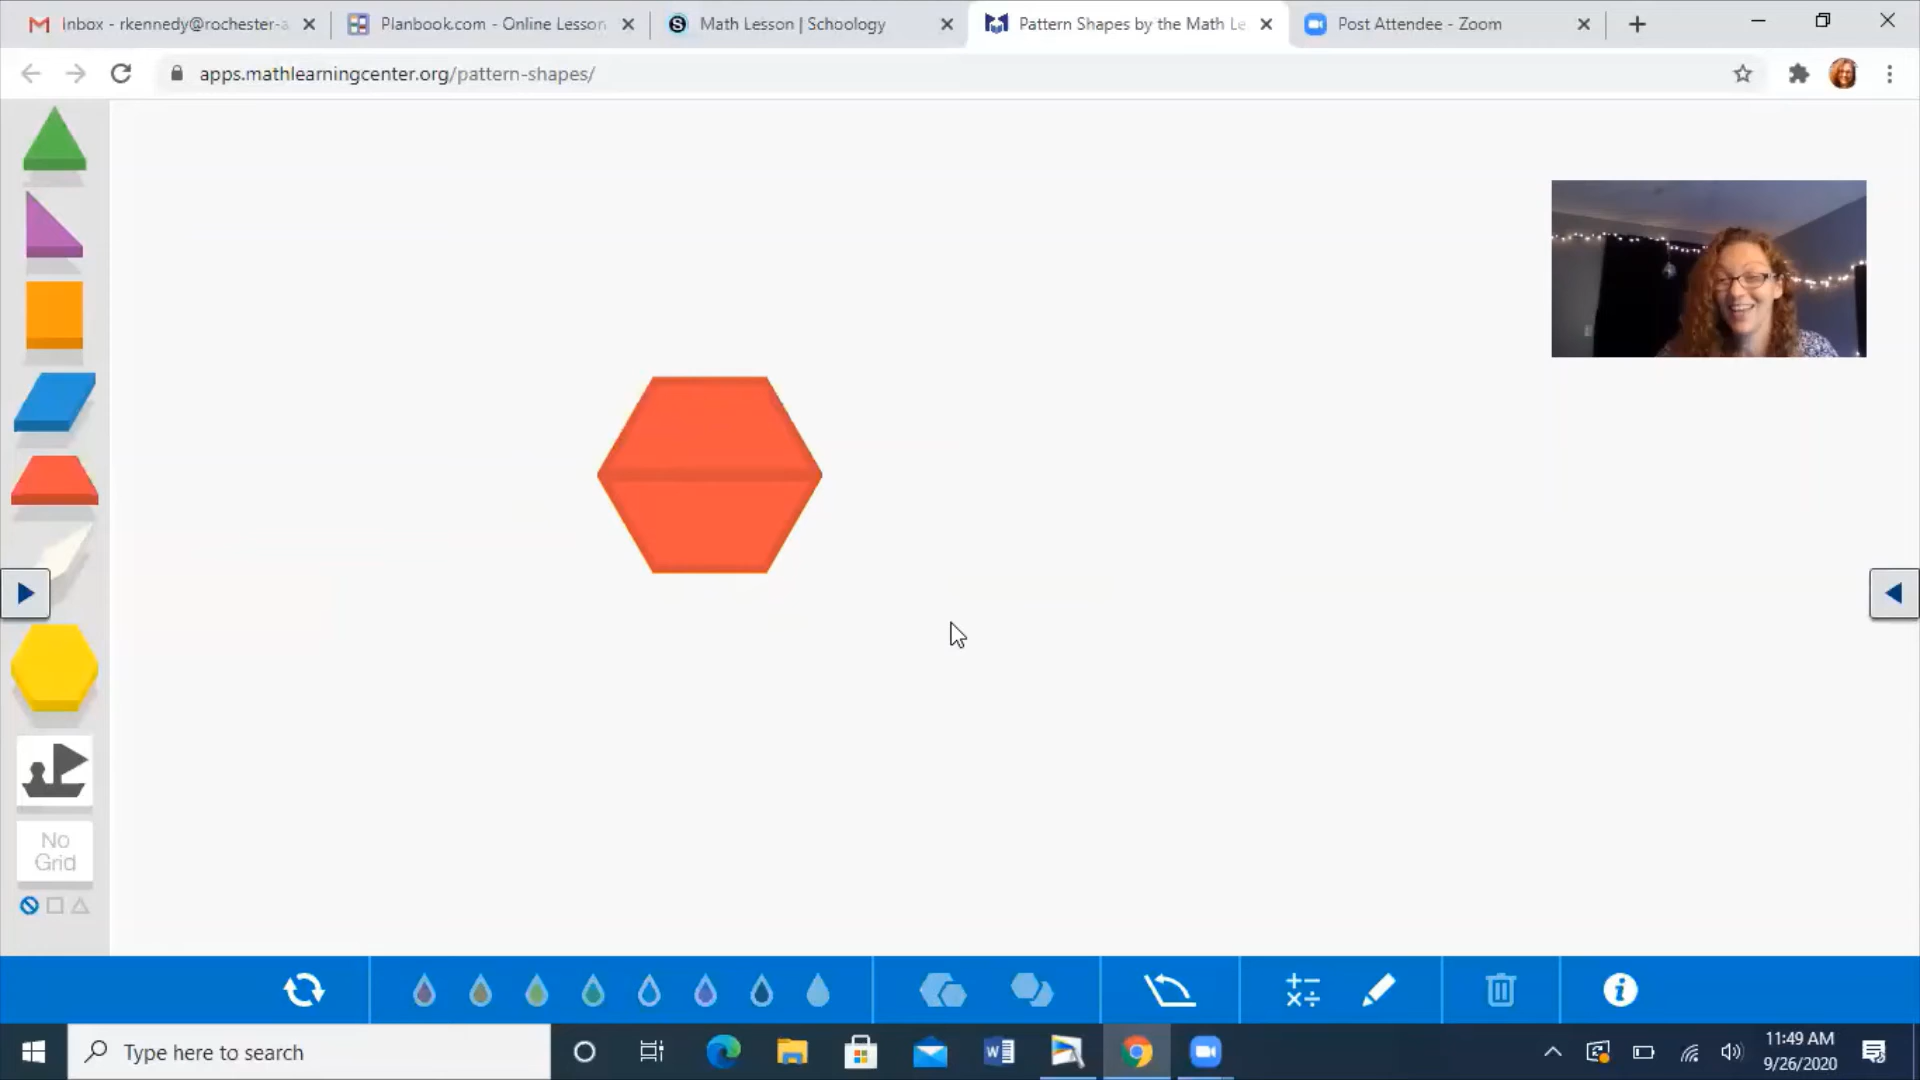 Inbox - rkennedy@rochester-a
Planbook.com - Online Lesson
Math Lesson | Schoology
Pattern Shapes by the Math Le
Post Attendee - Zoom
apps.mathlearningcenter.org/pattern-shapes/
No
Grid
Type here to search
11:49 AM
9/26/2020